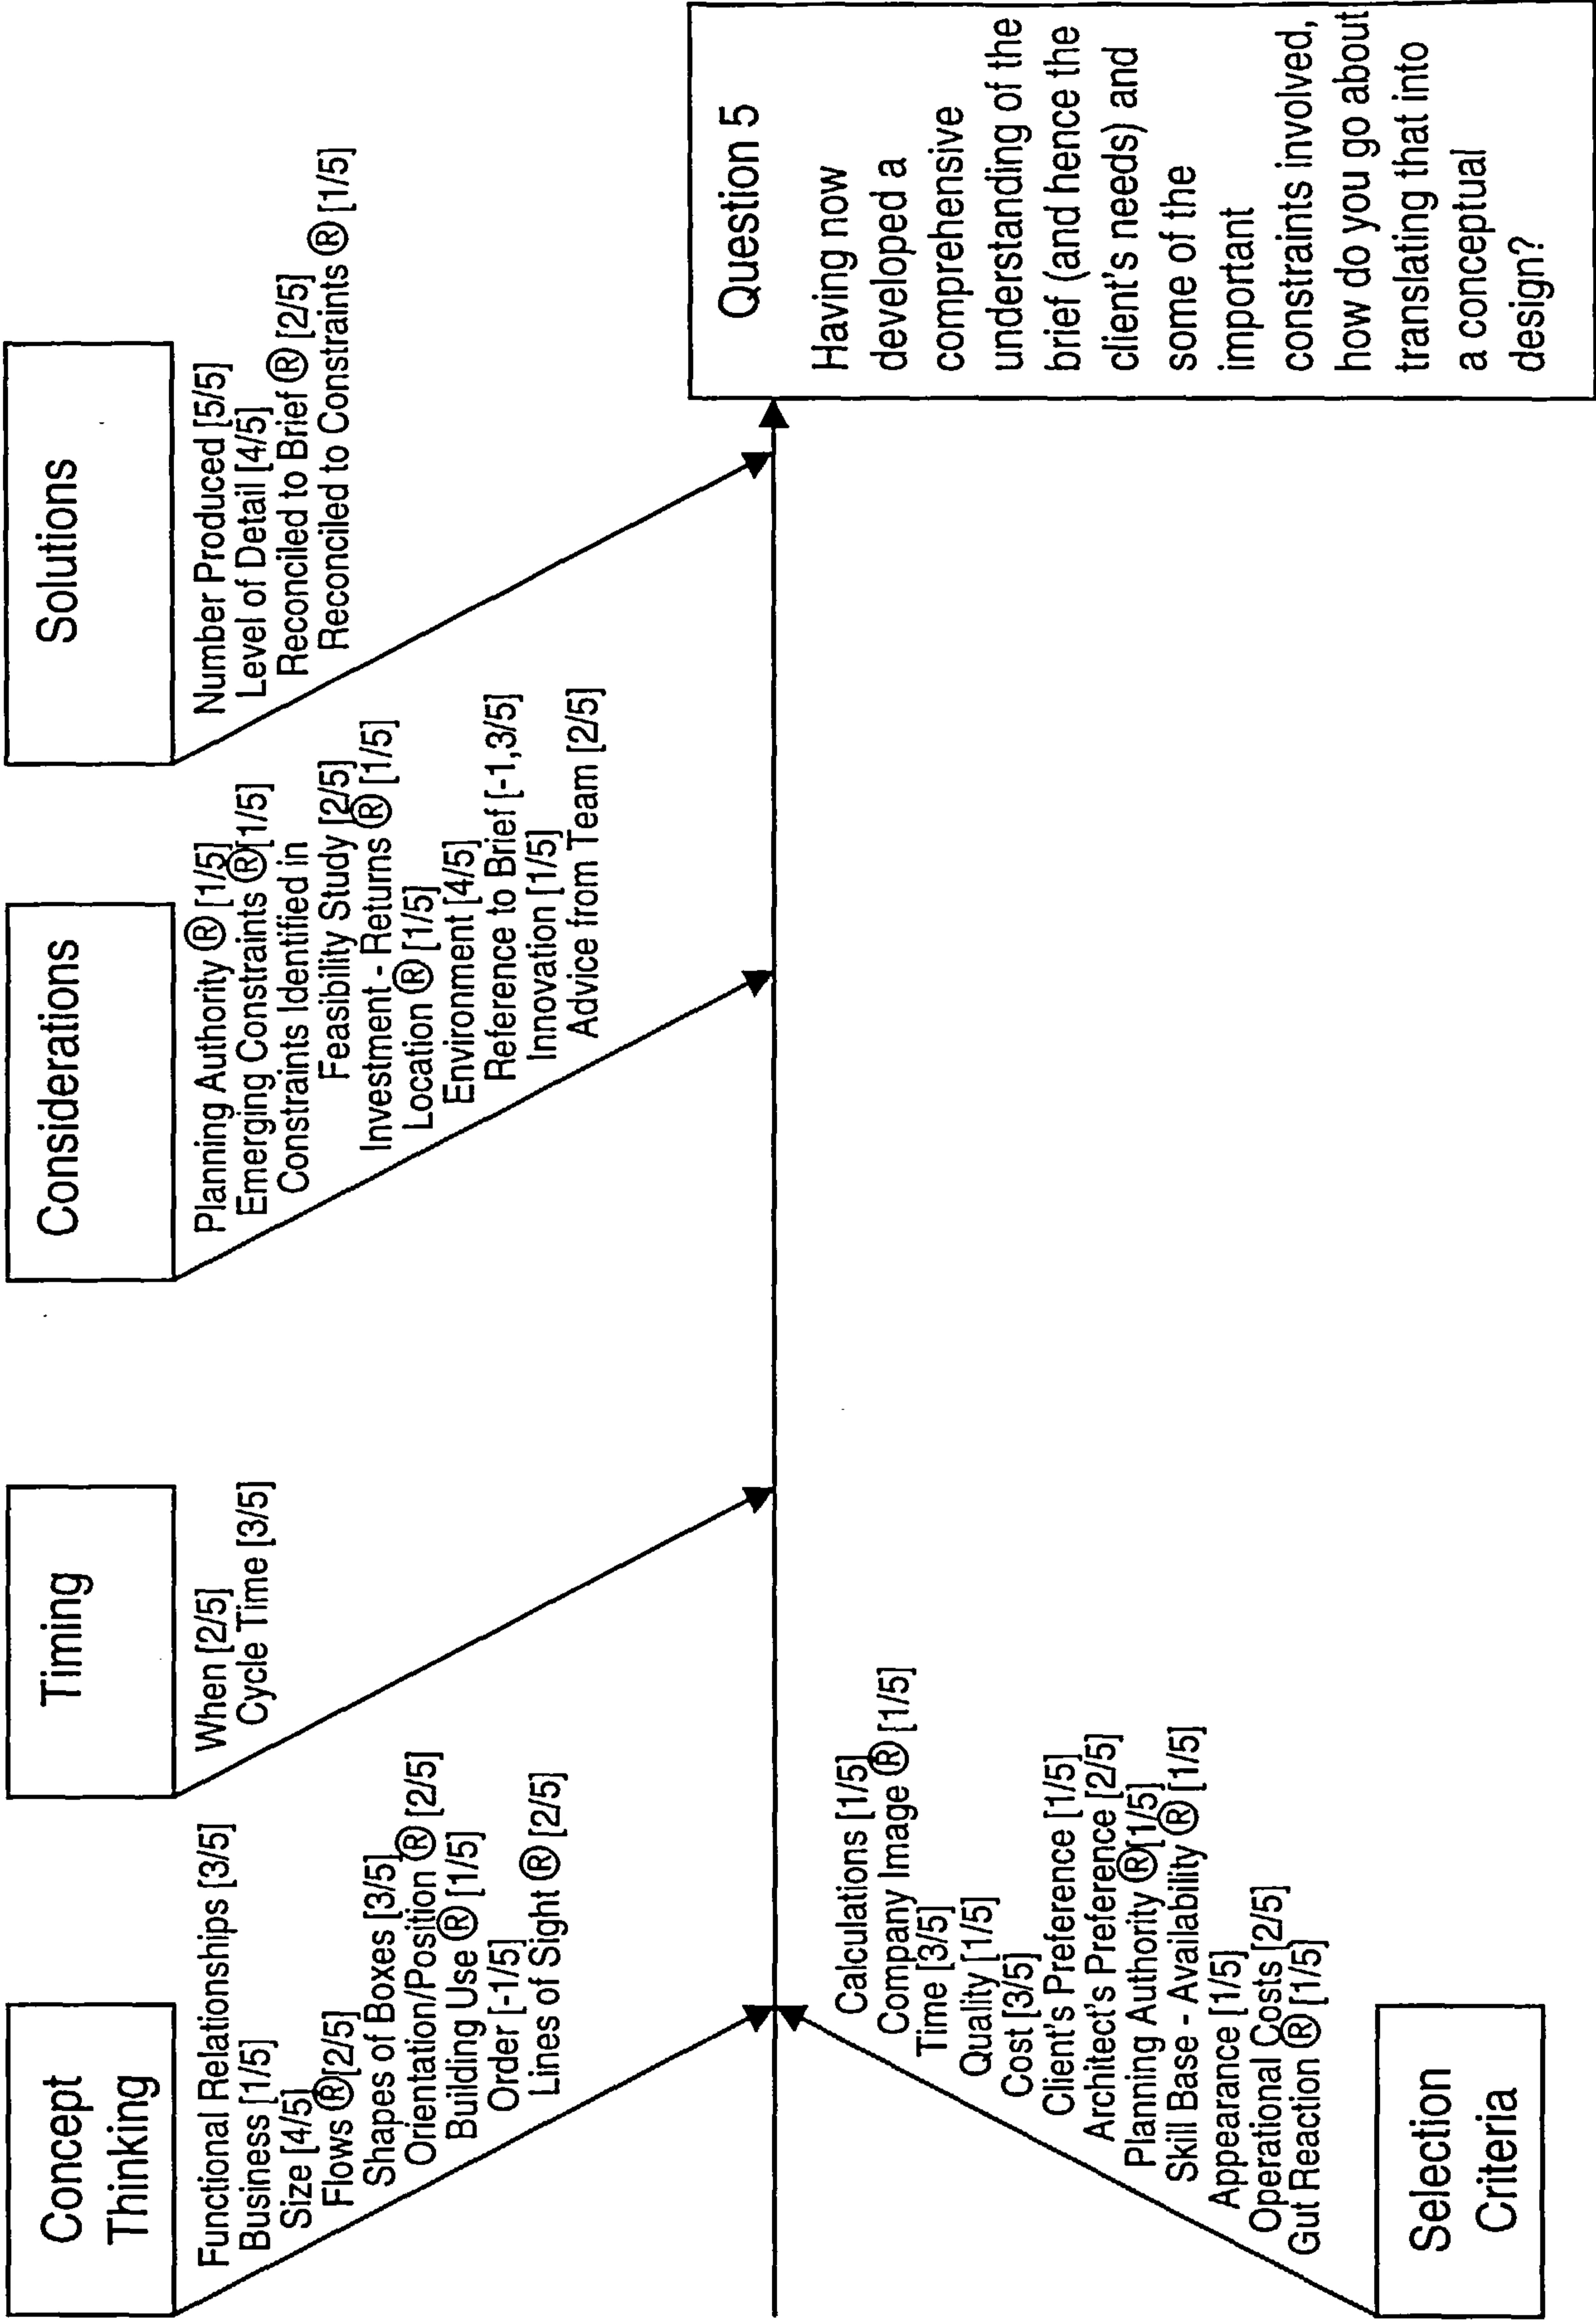 Concept
Thinking
Functional Relationships [3/5]
Business [1/5]
Size [4/5]
Flows ® [2/5]
Shapes of Boxes [3/5]
Orientation/Position ® [2/5]
Building Use ® [1/5]
Order [-1/5]
Lines of Sight ® [2/5]
Timing
When [2/5]
Cycle Time [3/5]
Considerations
Planning Authority ® [1/5]
Emerging Constraints ® [1/5]
Constraints Identified in
Feasibility Study [2/5]
Investment - Returns ® [1/5]
Location ® [1/5]
Environment [4/5]
Reference to Brief [-1,3/5]
Innovation [1/5]
Advice from Team [2/5]
Solutions
Number Produced [5/5]
Level of Detail [4/5]
Reconciled to Brief ® [2/5]
Reconciled to Constraints ® [1/5]
Selection
Criteria
Calculations [1/5]
Company Image ® [1/5]
Time [3/5]
Quality [1/5]
Cost [3/5]
Client's Preference [1/5]
Architect's Preference [2/5]
Planning Authority ® [1/5]
Skill Base - Availability ® [1/5]
Appearance [1/5]
Operational Costs [2/5]
Gut Reaction ® [1/5]
Question 5
Having now
developed a
comprehensive
understanding of the
brief (and hence the
client's needs) and
some of the
important
constraints involved,
how do you go about
translating that into
a conceptual
design?